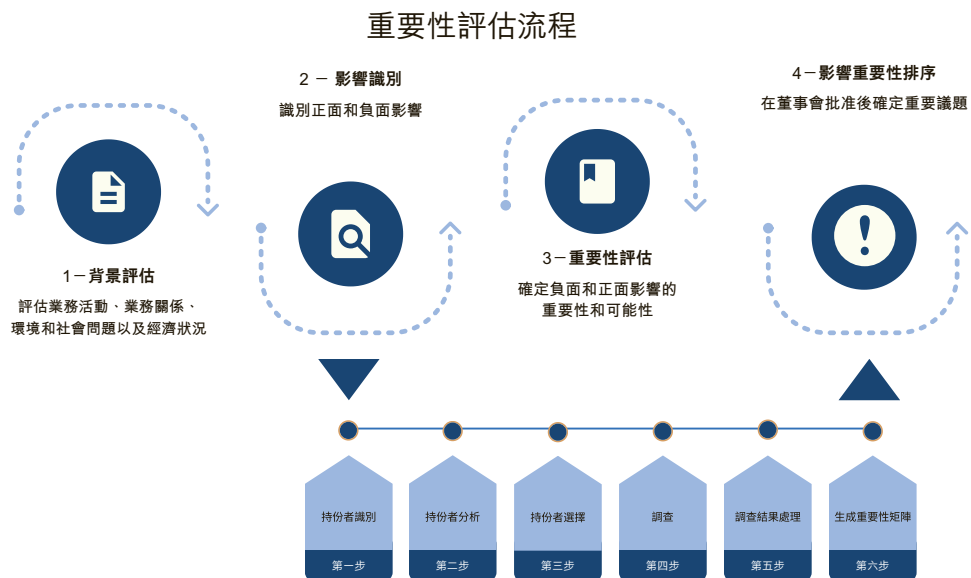 重要性評估流程
1－背景評估
評估業務活動、業務關係、
環境和社會問題以及經濟狀況
2 － 影響識別
識別正面和負面影響
3－重要性評估
確定負面和正面影響的
重要性和可能性
4－影響重要性排序
在董事會批准後確定重要議題
持份者識別
持份者分析
持份者選擇
調查
調查結果處理
生成重要性矩陣
第一步
第二步
第三步
第四步
第五步
第六步